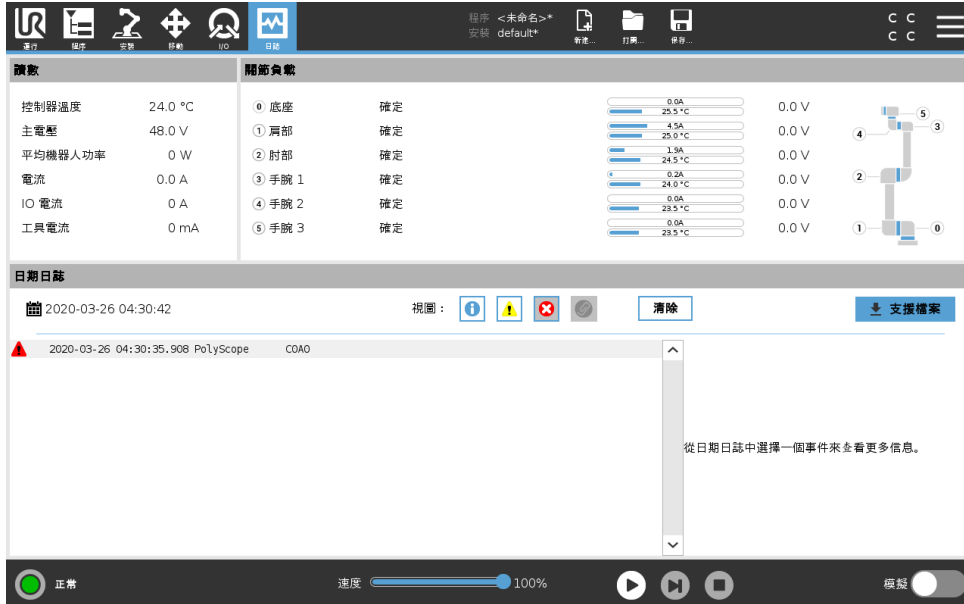 程序 <未命名>*
安裝 default*
運行 程序 安裝 移動 I/O 日誌 新建... 打開... 保存...
C C
C C
讀數 關節負載
控制器溫度 24.0 °C
主電壓 48.0 V
平均機器人功率 0 W
電流 0.0 A
IO 電流 0 A
工具電流 0 mA
0 底座 確定 0.0A 25.5 °C 0.0 V
1 肩部 確定 4.5A 25.0 °C 0.0 V
2 肘部 確定 1.9A 24.5 °C 0.0 V
3 手腕 1 確定 0.2A 24.0 °C 0.0 V
4 手腕 2 確定 0.0A 23.5 °C 0.0 V
5 手腕 3 確定 0.0A 23.5 °C 0.0 V
5
4 3
2
1 0
日期日誌
2020-03-26 04:30:42 視圖： 清除 支援檔案
2020-03-26 04:30:35.908 PolyScope C0A0
從日期日誌中選擇一個事件來查看更多信息。
正常 速度 100% 模擬